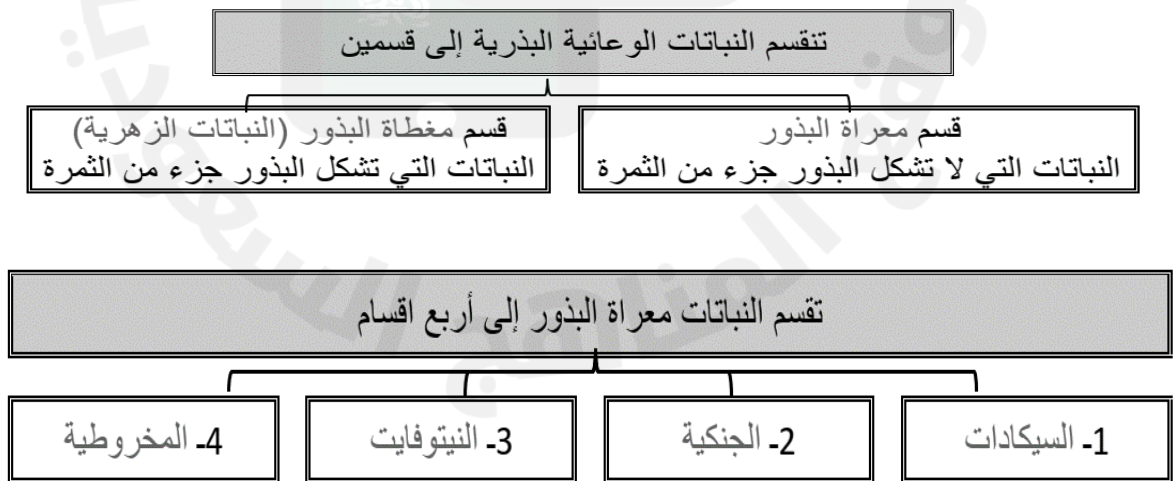 تنقسم النباتات الوعائية البذرية إلى قسمين
قسم معراة البذور
النباتات التي لا تشكل البذور جزء من الثمرة
قسم مغطاة البذور (النباتات الزهرية)
النباتات التي تشكل البذور جزء من الثمرة
تقسم النباتات معراة البذور إلى أربع اقسام
1- السيكادات
2- الجنكية
3- النيتوفايت
4- المخروطية